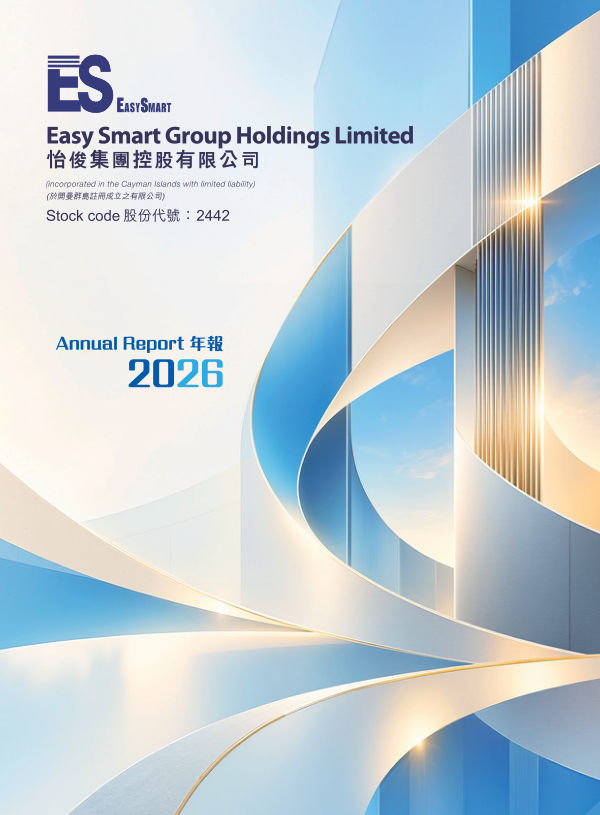 ES EASYSMART
Easy Smart Group Holdings Limited
怡俊集團控股有限公司
(incorporated in the Cayman Islands with limited liability)
(於開曼群島註冊成立之有限公司)
Stock code 股份代號：2442
Annual Report 年報
2026